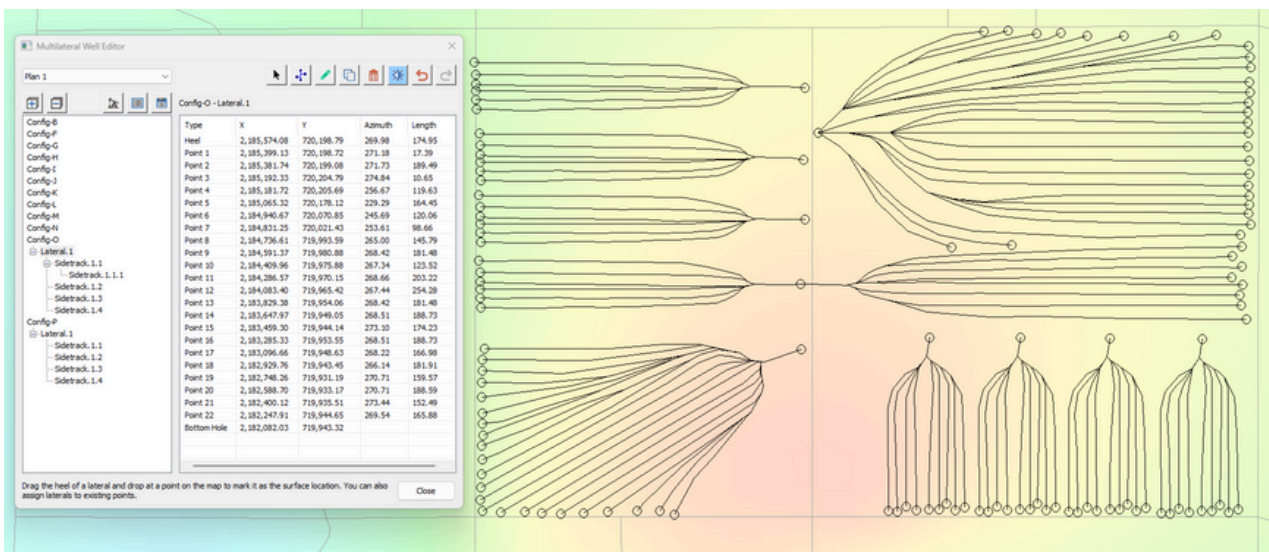 Multilateral Well Editor
Plan 1
Config-O - Lateral.1
Config-B
Config-F
Config-G
Config-H
Config-I
Config-J
Config-K
Config-L
Config-M
Config-N
Config-O
Lateral.1
Sidetrack.1.1
Sidetrack.1.1.1
Sidetrack.1.2
Sidetrack.1.3
Sidetrack.1.4
Config-P
Lateral.1
Sidetrack.1.1
Sidetrack.1.2
Sidetrack.1.3
Sidetrack.1.4
Type X Y Azimuth Length
Heel 2,185,574.08 720,198.79 269.98 174.95
Point 1 2,185,399.13 720,198.72 271.18 17.39
Point 2 2,185,381.74 720,199.08 271.73 189.49
Point 3 2,185,192.33 720,204.79 274.84 10.65
Point 4 2,185,181.72 720,205.69 256.67 119.63
Point 5 2,185,065.32 720,178.12 229.29 164.45
Point 6 2,184,940.67 720,070.85 245.69 120.06
Point 7 2,184,831.25 720,021.43 253.61 98.66
Point 8 2,184,736.61 719,993.59 265.00 145.79
Point 9 2,184,591.37 719,980.88 268.42 181.48
Point 10 2,184,409.96 719,975.88 267.34 123.52
Point 11 2,184,286.57 719,970.15 268.66 203.22
Point 12 2,184,083.40 719,965.42 267.44 254.28
Point 13 2,183,829.38 719,954.06 268.42 181.48
Point 14 2,183,647.97 719,949.05 268.51 188.73
Point 15 2,183,459.30 719,944.14 273.10 174.23
Point 16 2,183,285.33 719,953.55 268.51 188.73
Point 17 2,183,096.66 719,948.63 268.22 166.98
Point 18 2,182,929.76 719,943.45 266.14 181.91
Point 19 2,182,748.26 719,931.19 270.71 159.57
Point 20 2,182,588.70 719,933.17 270.71 188.59
Point 21 2,182,400.12 719,935.51 273.44 152.49
Point 22 2,182,247.91 719,944.65 269.54 165.88
Bottom Hole 2,182,082.03 719,943.32
Drag the heel of a lateral and drop at a point on the map to mark it as the surface location. You can also
assign laterals to existing points.
Close